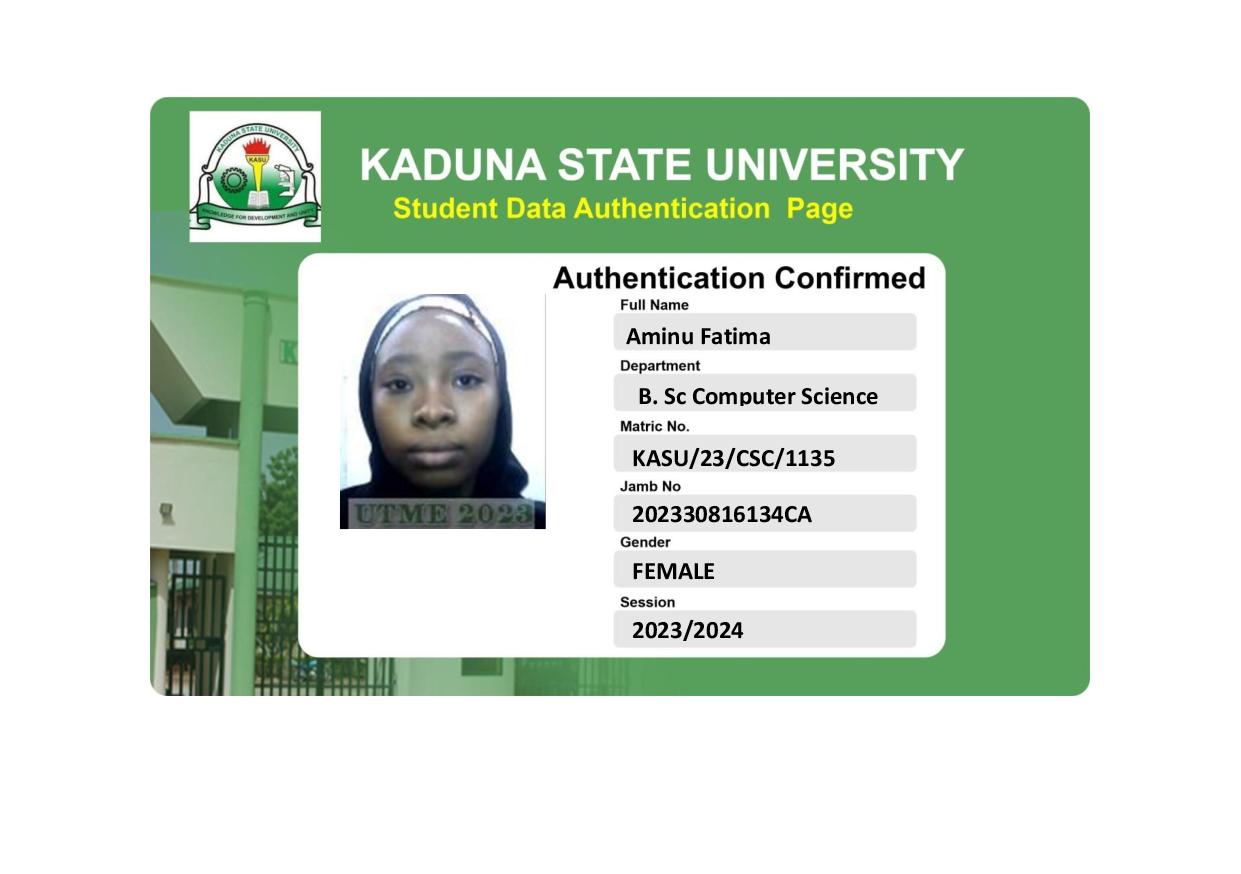 KADUNA STATE UNIVERSITY
KASU
KNOWLEDGE FOR DEVELOPMENT AND UNITY
KADUNA STATE UNIVERSITY
Student Data Authentication Page
Authentication Confirmed
Full Name
Aminu Fatima
Department
B. Sc Computer Science
Matric No.
KASU/23/CSC/1135
Jamb No
202330816134CA
Gender
FEMALE
Session
2023/2024
UTME 2023